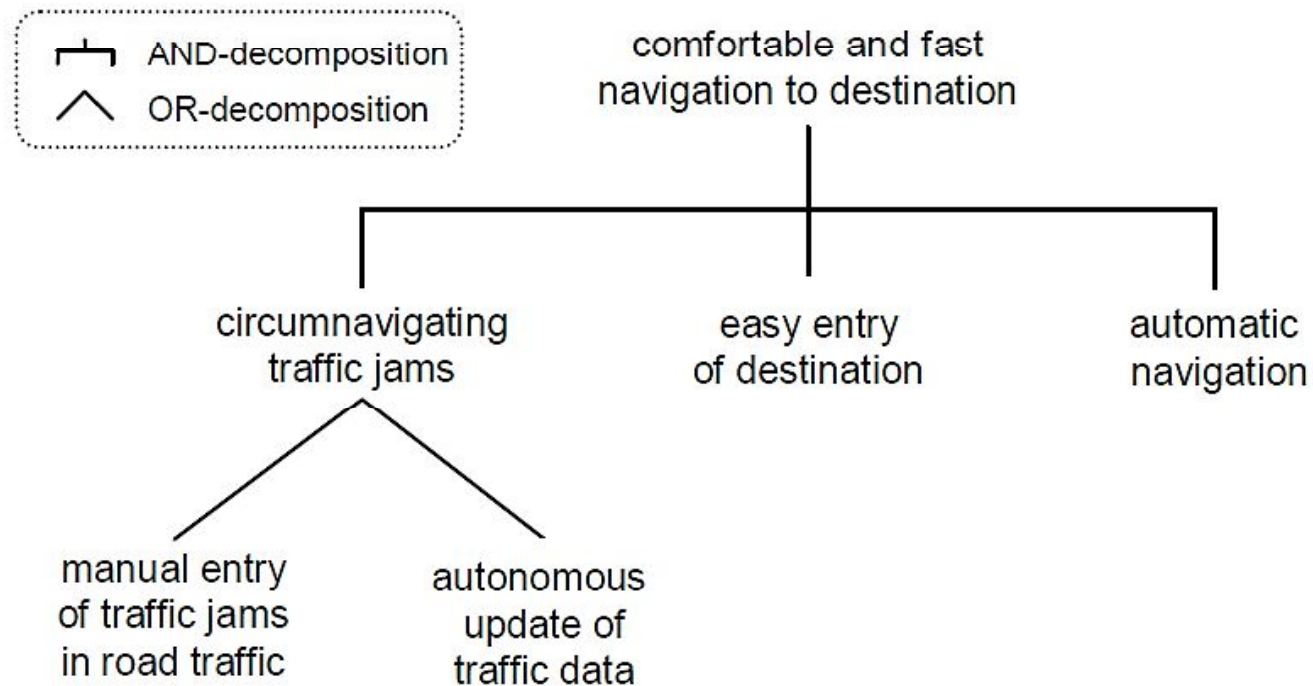 AND-decomposition
OR-decomposition
comfortable and fast
navigation to destination
circumnavigating
traffic jams
easy entry
of destination
automatic
navigation
manual entry
of traffic jams
in road traffic
autonomous
update of
traffic data